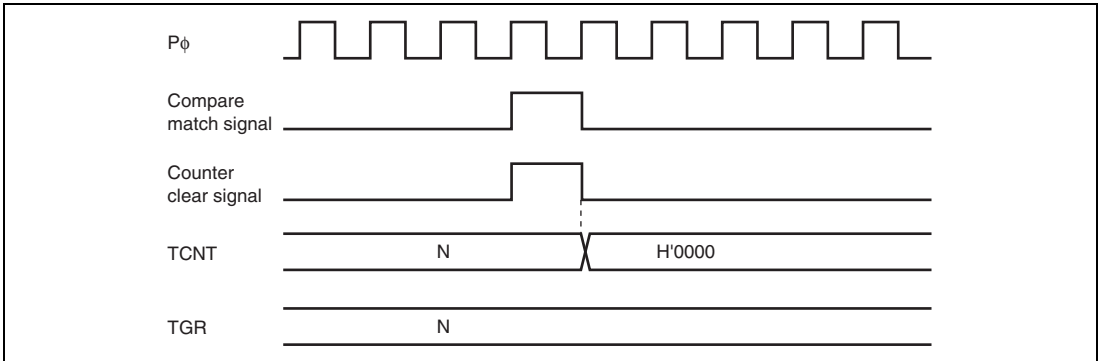 Pϕ
Compare
match signal
Counter
clear signal
TCNT
N
H'0000
TGR
N